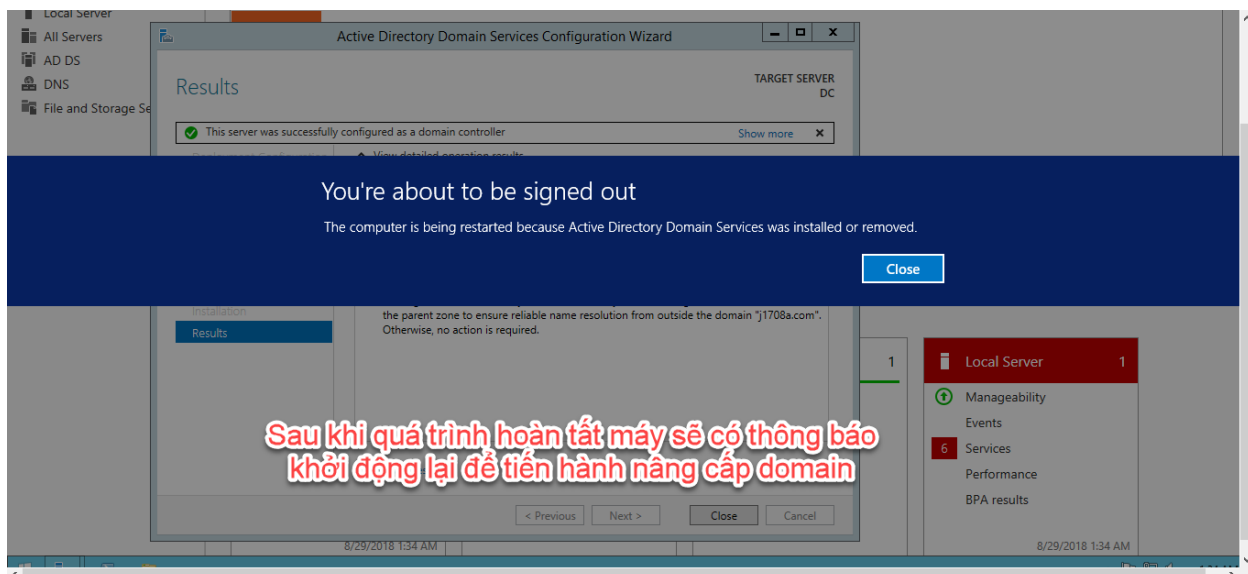 Local Server
All Servers
AD DS
DNS
File and Storage Se
Active Directory Domain Services Configuration Wizard
Results
TARGET SERVER
DC
This server was successfully configured as a domain controller
Show more
Deployment Configuration
View detailed operation results
You're about to be signed out
The computer is being restarted because Active Directory Domain Services was installed or removed.
Close
Installation
Results
the parent zone to ensure reliable name resolution from outside the domain "j1708a.com".
Otherwise, no action is required.
1
Local Server 1
Manageability
Events
6 Services
Performance
BPA results
Sau khi quá trình hoàn tất máy sẽ có thông báo
khởi động lại để tiến hành nâng cấp domain
< Previous
Next >
Close
Cancel
8/29/2018 1:34 AM
8/29/2018 1:34 AM